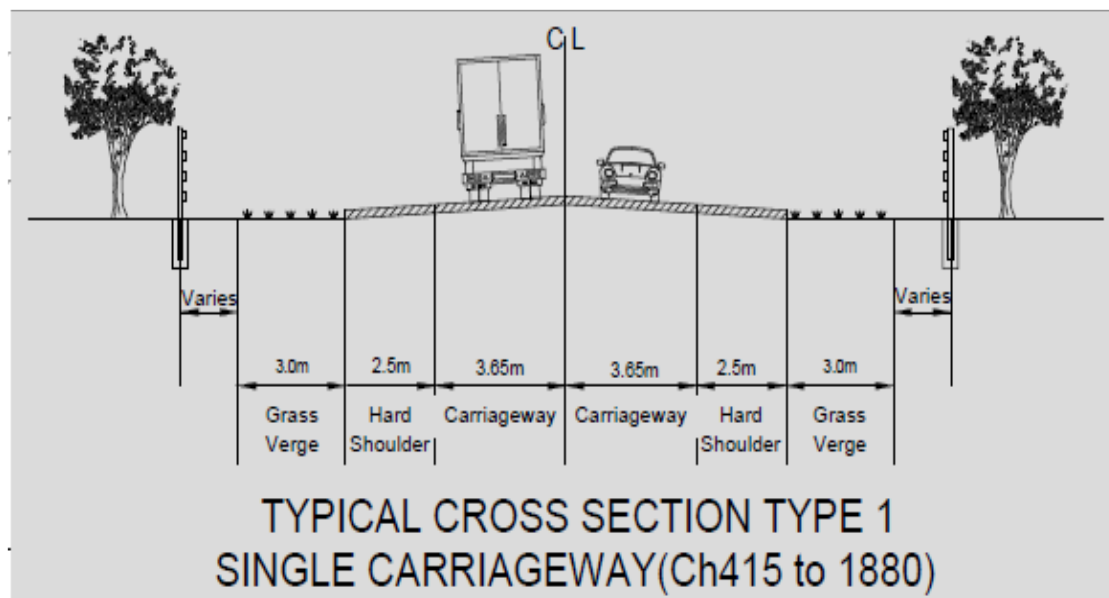 CL
Varies
Varies
3.0m 2.5m 3.65m 3.65m 2.5m 3.0m
Grass Hard Carriageway Carriageway Hard Grass
Verge Shoulder Shoulder Verge
TYPICAL CROSS SECTION TYPE 1
SINGLE CARRIAGEWAY(Ch415 to 1880)